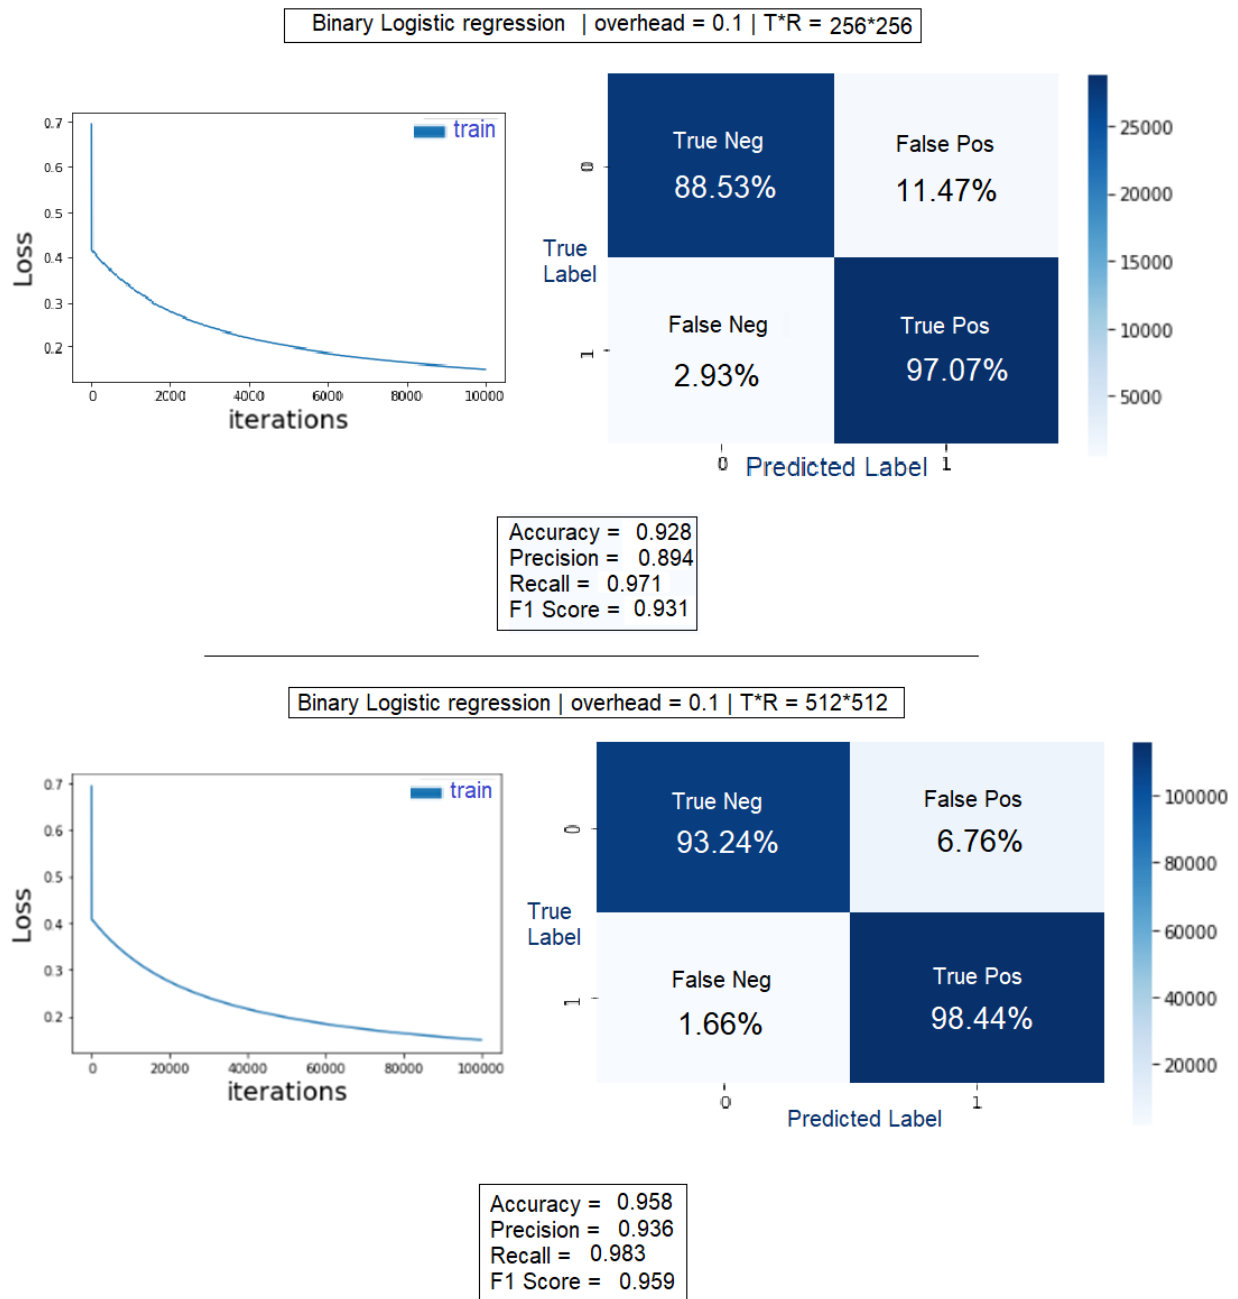 Binary Logistic regression | overhead = 0.1 | T*R = 256*256
train
0.7
0.6
0.5
0.4
0.3
0.2
Loss
0 2000 4000 6000 8000 10000
iterations
True Neg
88.53%
False Pos
11.47%
False Neg
2.93%
True Pos
97.07%
0
True
Label
1
0 Predicted Label 1
25000
20000
15000
10000
5000
Accuracy = 0.928
Precision = 0.894
Recall = 0.971
F1 Score = 0.931
Binary Logistic regression | overhead = 0.1 | T*R = 512*512
train
0.7
0.6
0.5
0.4
0.3
0.2
Loss
0 20000 40000 60000 80000 100000
iterations
True Neg
93.24%
False Pos
6.76%
False Neg
1.66%
True Pos
98.44%
0
True
Label
1
0 1
Predicted Label
100000
80000
60000
40000
20000
Accuracy = 0.958
Precision = 0.936
Recall = 0.983
F1 Score = 0.959